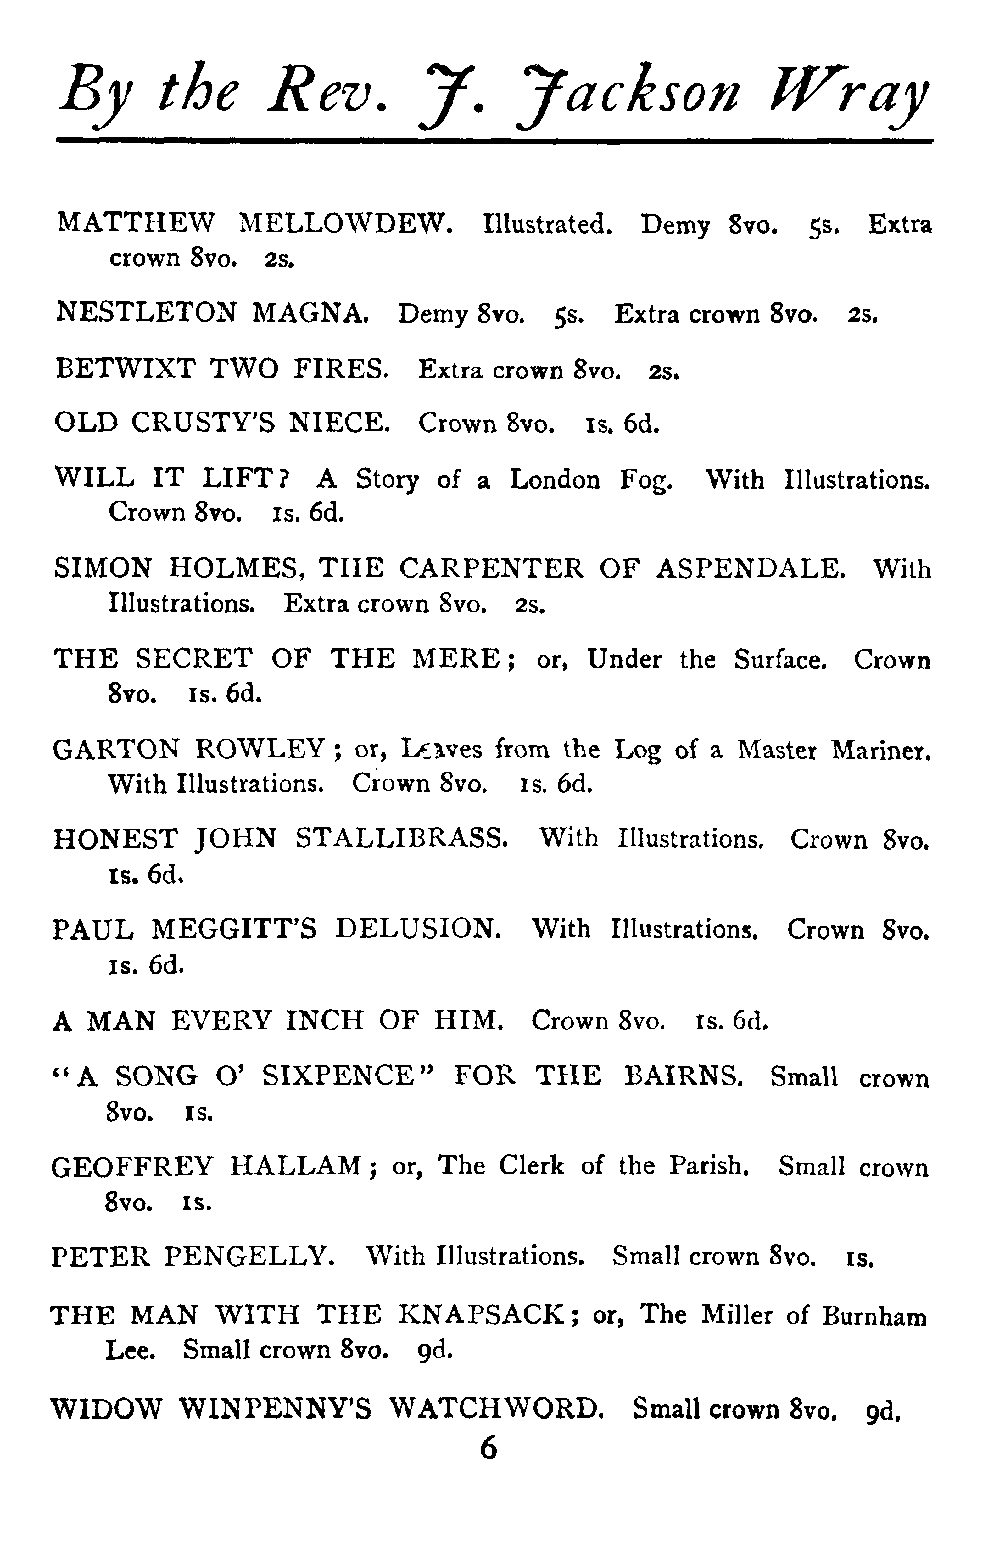 By the Rev. J. Jackson Wray
MATTHEW MELLOWDEW. Illustrated. Demy 8vo. 5s. Extra
crown 8vo. 2s.
NESTLETON MAGNA. Demy 8vo. 5s. Extra crown 8vo. 2s.
BETWIXT TWO FIRES. Extra crown 8vo. 2s.
OLD CRUSTY'S NIECE. Crown 8vo. 1s. 6d.
WILL IT LIFT? A Story of a London Fog. With Illustrations.
Crown 8vo. 1s. 6d.
SIMON HOLMES, THE CARPENTER OF ASPENDALE. With
Illustrations. Extra crown 8vo. 2s.
THE SECRET OF THE MERE; or, Under the Surface. Crown
8vo. 1s. 6d.
GARTON ROWLEY; or, Leaves from the Log of a Master Mariner.
With Illustrations. Crown 8vo. 1s. 6d.
HONEST JOHN STALLIBRASS. With Illustrations. Crown 8vo.
1s. 6d.
PAUL MEGGITT'S DELUSION. With Illustrations. Crown 8vo.
1s. 6d.
A MAN EVERY INCH OF HIM. Crown 8vo. 1s. 6d.
"A SONG O' SIXPENCE" FOR THE BAIRNS. Small crown
8vo. 1s.
GEOFFREY HALLAM; or, The Clerk of the Parish. Small crown
8vo. 1s.
PETER PENGELLY. With Illustrations. Small crown 8vo. 1s.
THE MAN WITH THE KNAPSACK; or, The Miller of Burnham
Lee. Small crown 8vo. 9d.
WIDOW WINPENNY'S WATCHWORD. Small crown 8vo. 9d.
6